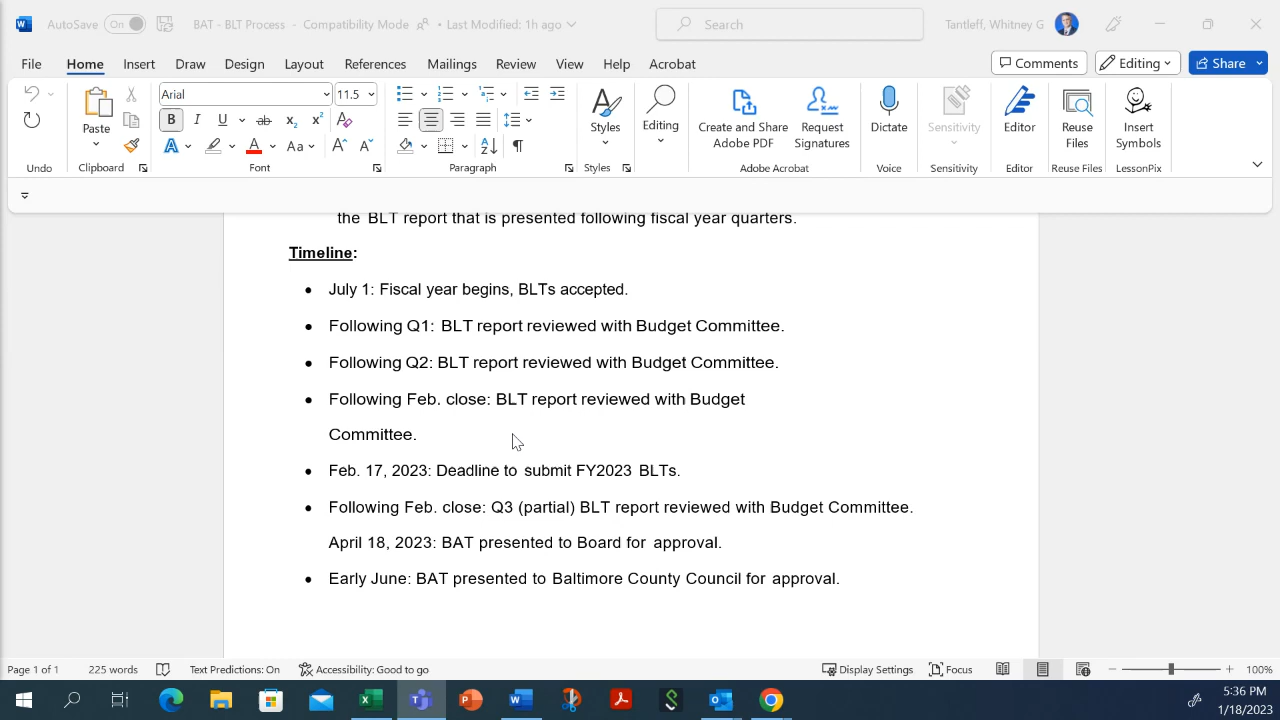 AutoSave On BAT - BLT Process - Compatibility Mode • Last Modified: 1h ago Search Tantleff, Whitney G
File Home Insert Draw Design Layout References Mailings Review View Help Acrobat Comments Editing Share
Arial 11.5
Paste Styles Editing Create and Share Adobe PDF Request Signatures Dictate Sensitivity Editor Reuse Files Insert Symbols
Undo Clipboard Font Paragraph Styles Adobe Acrobat Voice Sensitivity Editor Reuse Files LessonPix
the BLT report that is presented following fiscal year quarters.
Timeline:
• July 1: Fiscal year begins, BLTs accepted.
• Following Q1: BLT report reviewed with Budget Committee.
• Following Q2: BLT report reviewed with Budget Committee.
• Following Feb. close: BLT report reviewed with Budget
Committee.
• Feb. 17, 2023: Deadline to submit FY2023 BLTs.
• Following Feb. close: Q3 (partial) BLT report reviewed with Budget Committee.
April 18, 2023: BAT presented to Board for approval.
• Early June: BAT presented to Baltimore County Council for approval.
Page 1 of 1 225 words Text Predictions: On Accessibility: Good to go Display Settings Focus 100%
5:36 PM
1/18/2023